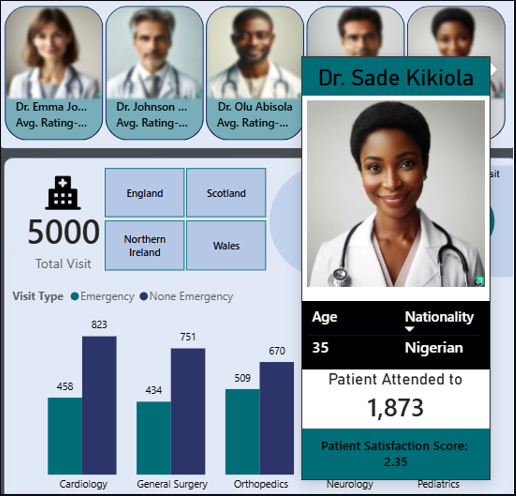 Dr. Emma Jo...
Avg. Rating-...
Dr. Johnson ...
Avg. Rating-...
Dr. Olu Abisola
Avg. Rating-...
Dr. Sade Kikiola
Age Nationality
35 Nigerian
Patient Attended to
1,873
Patient Satisfaction Score:
2.35
5000
Total Visit
England
Scotland
Northern
Ireland
Wales
sit
Visit Type Emergency None Emergency
458
823
434
751
509
670
Cardiology
General Surgery
Orthopedics
Neurology
Pediatrics